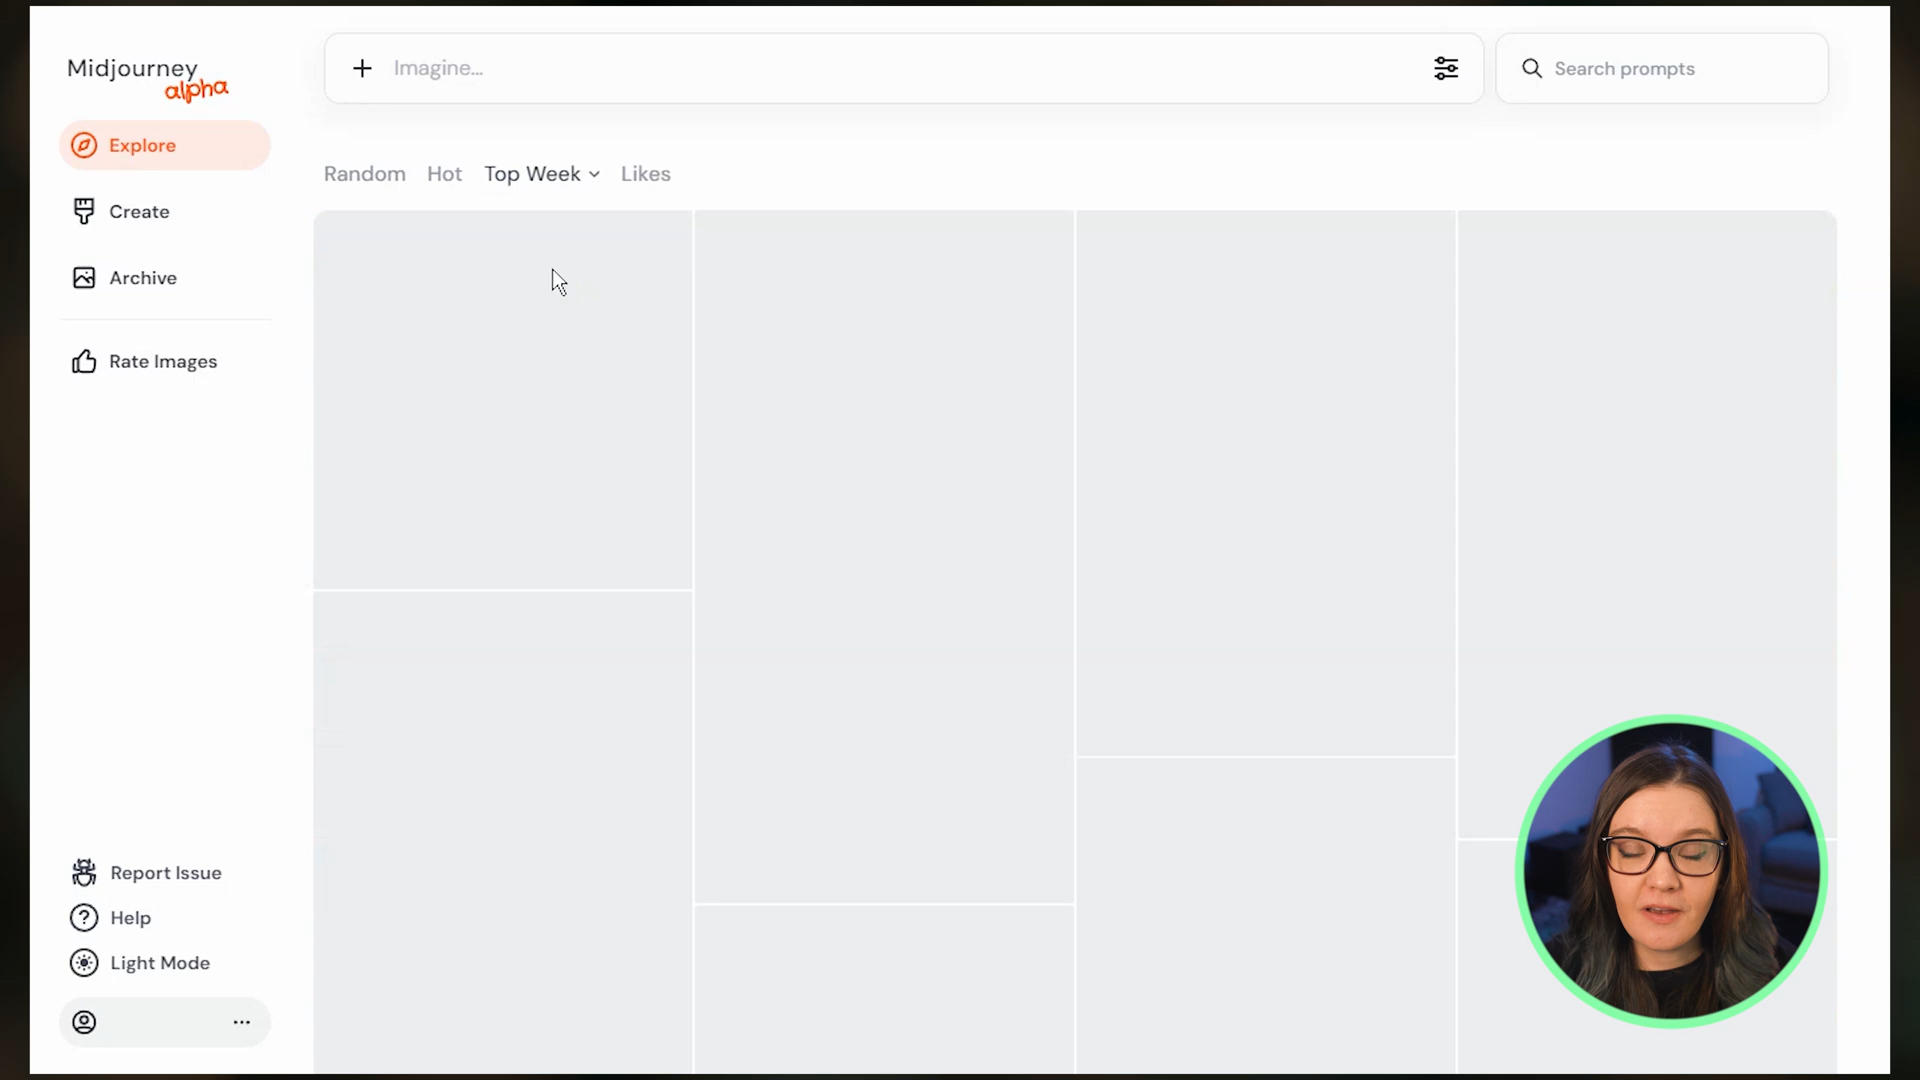 Midjourney
alpha
Imagine...
Search prompts
Explore
Create
Archive
Rate Images
Random Hot Top Week Likes
Report Issue
Help
Light Mode